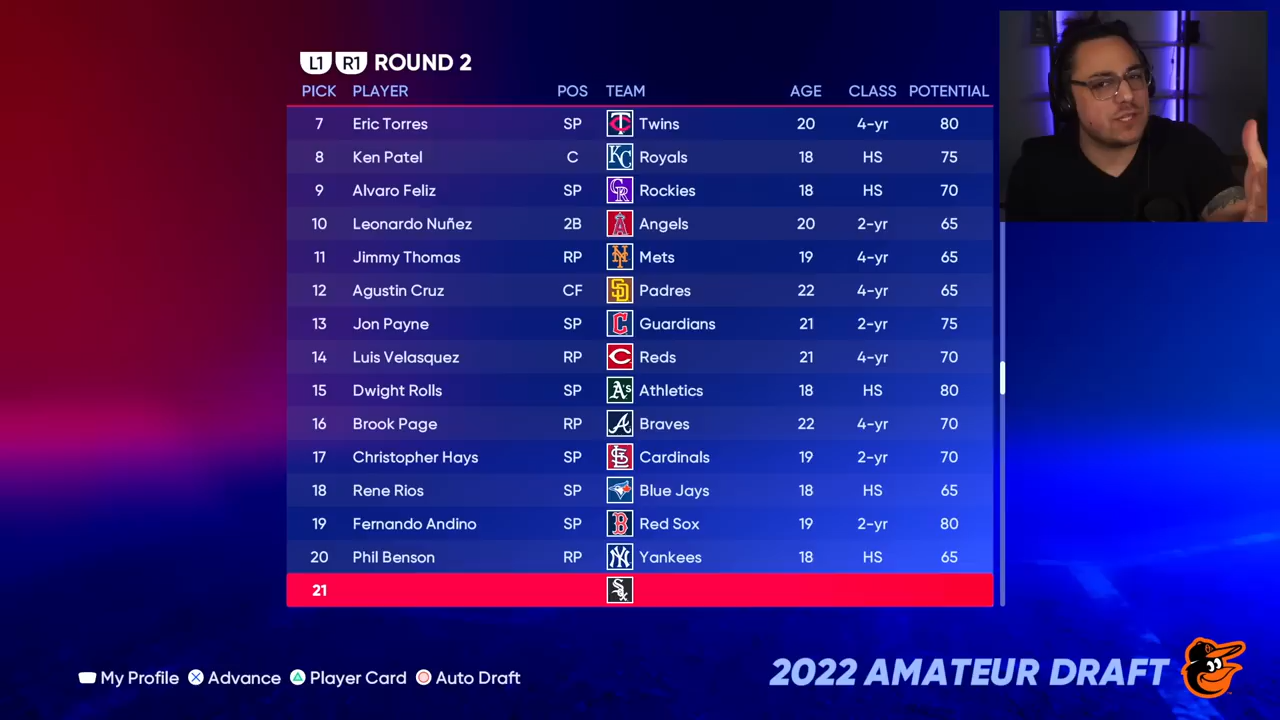 L1 R1 ROUND 2
PICK PLAYER POS TEAM AGE CLASS POTENTIAL
7 Eric Torres SP Twins 20 4-yr 80
8 Ken Patel C KC Royals 18 HS 75
9 Alvaro Feliz SP CR Rockies 18 HS 70
10 Leonardo Nuñez 2B A Angels 20 2-yr 65
11 Jimmy Thomas RP NY Mets 19 4-yr 65
12 Agustin Cruz CF SD Padres 22 4-yr 65
13 Jon Payne SP C Guardians 21 2-yr 75
14 Luis Velasquez RP C Reds 21 4-yr 70
15 Dwight Rolls SP A's Athletics 18 HS 80
16 Brook Page RP A Braves 22 4-yr 70
17 Christopher Hays SP STL Cardinals 19 2-yr 70
18 Rene Rios SP Blue Jays 18 HS 65
19 Fernando Andino SP B Red Sox 19 2-yr 80
20 Phil Benson RP NY Yankees 18 HS 65
21 Sox
My Profile Advance Player Card Auto Draft
2022 AMATEUR DRAFT